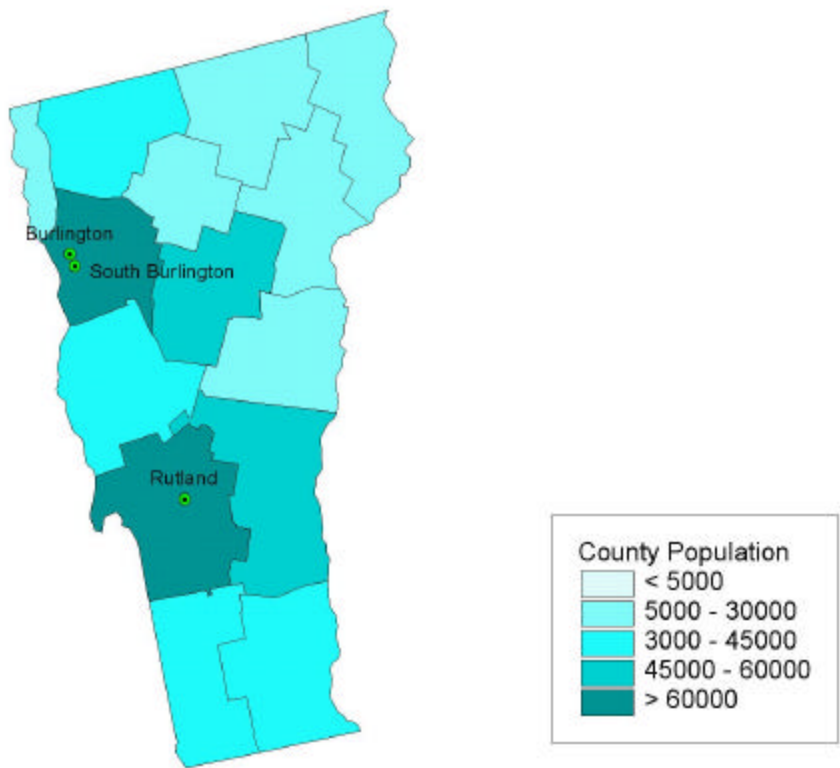 Burlington
South Burlington
Rutland
County Population
< 5000
5000 - 30000
3000 - 45000
45000 - 60000
> 60000